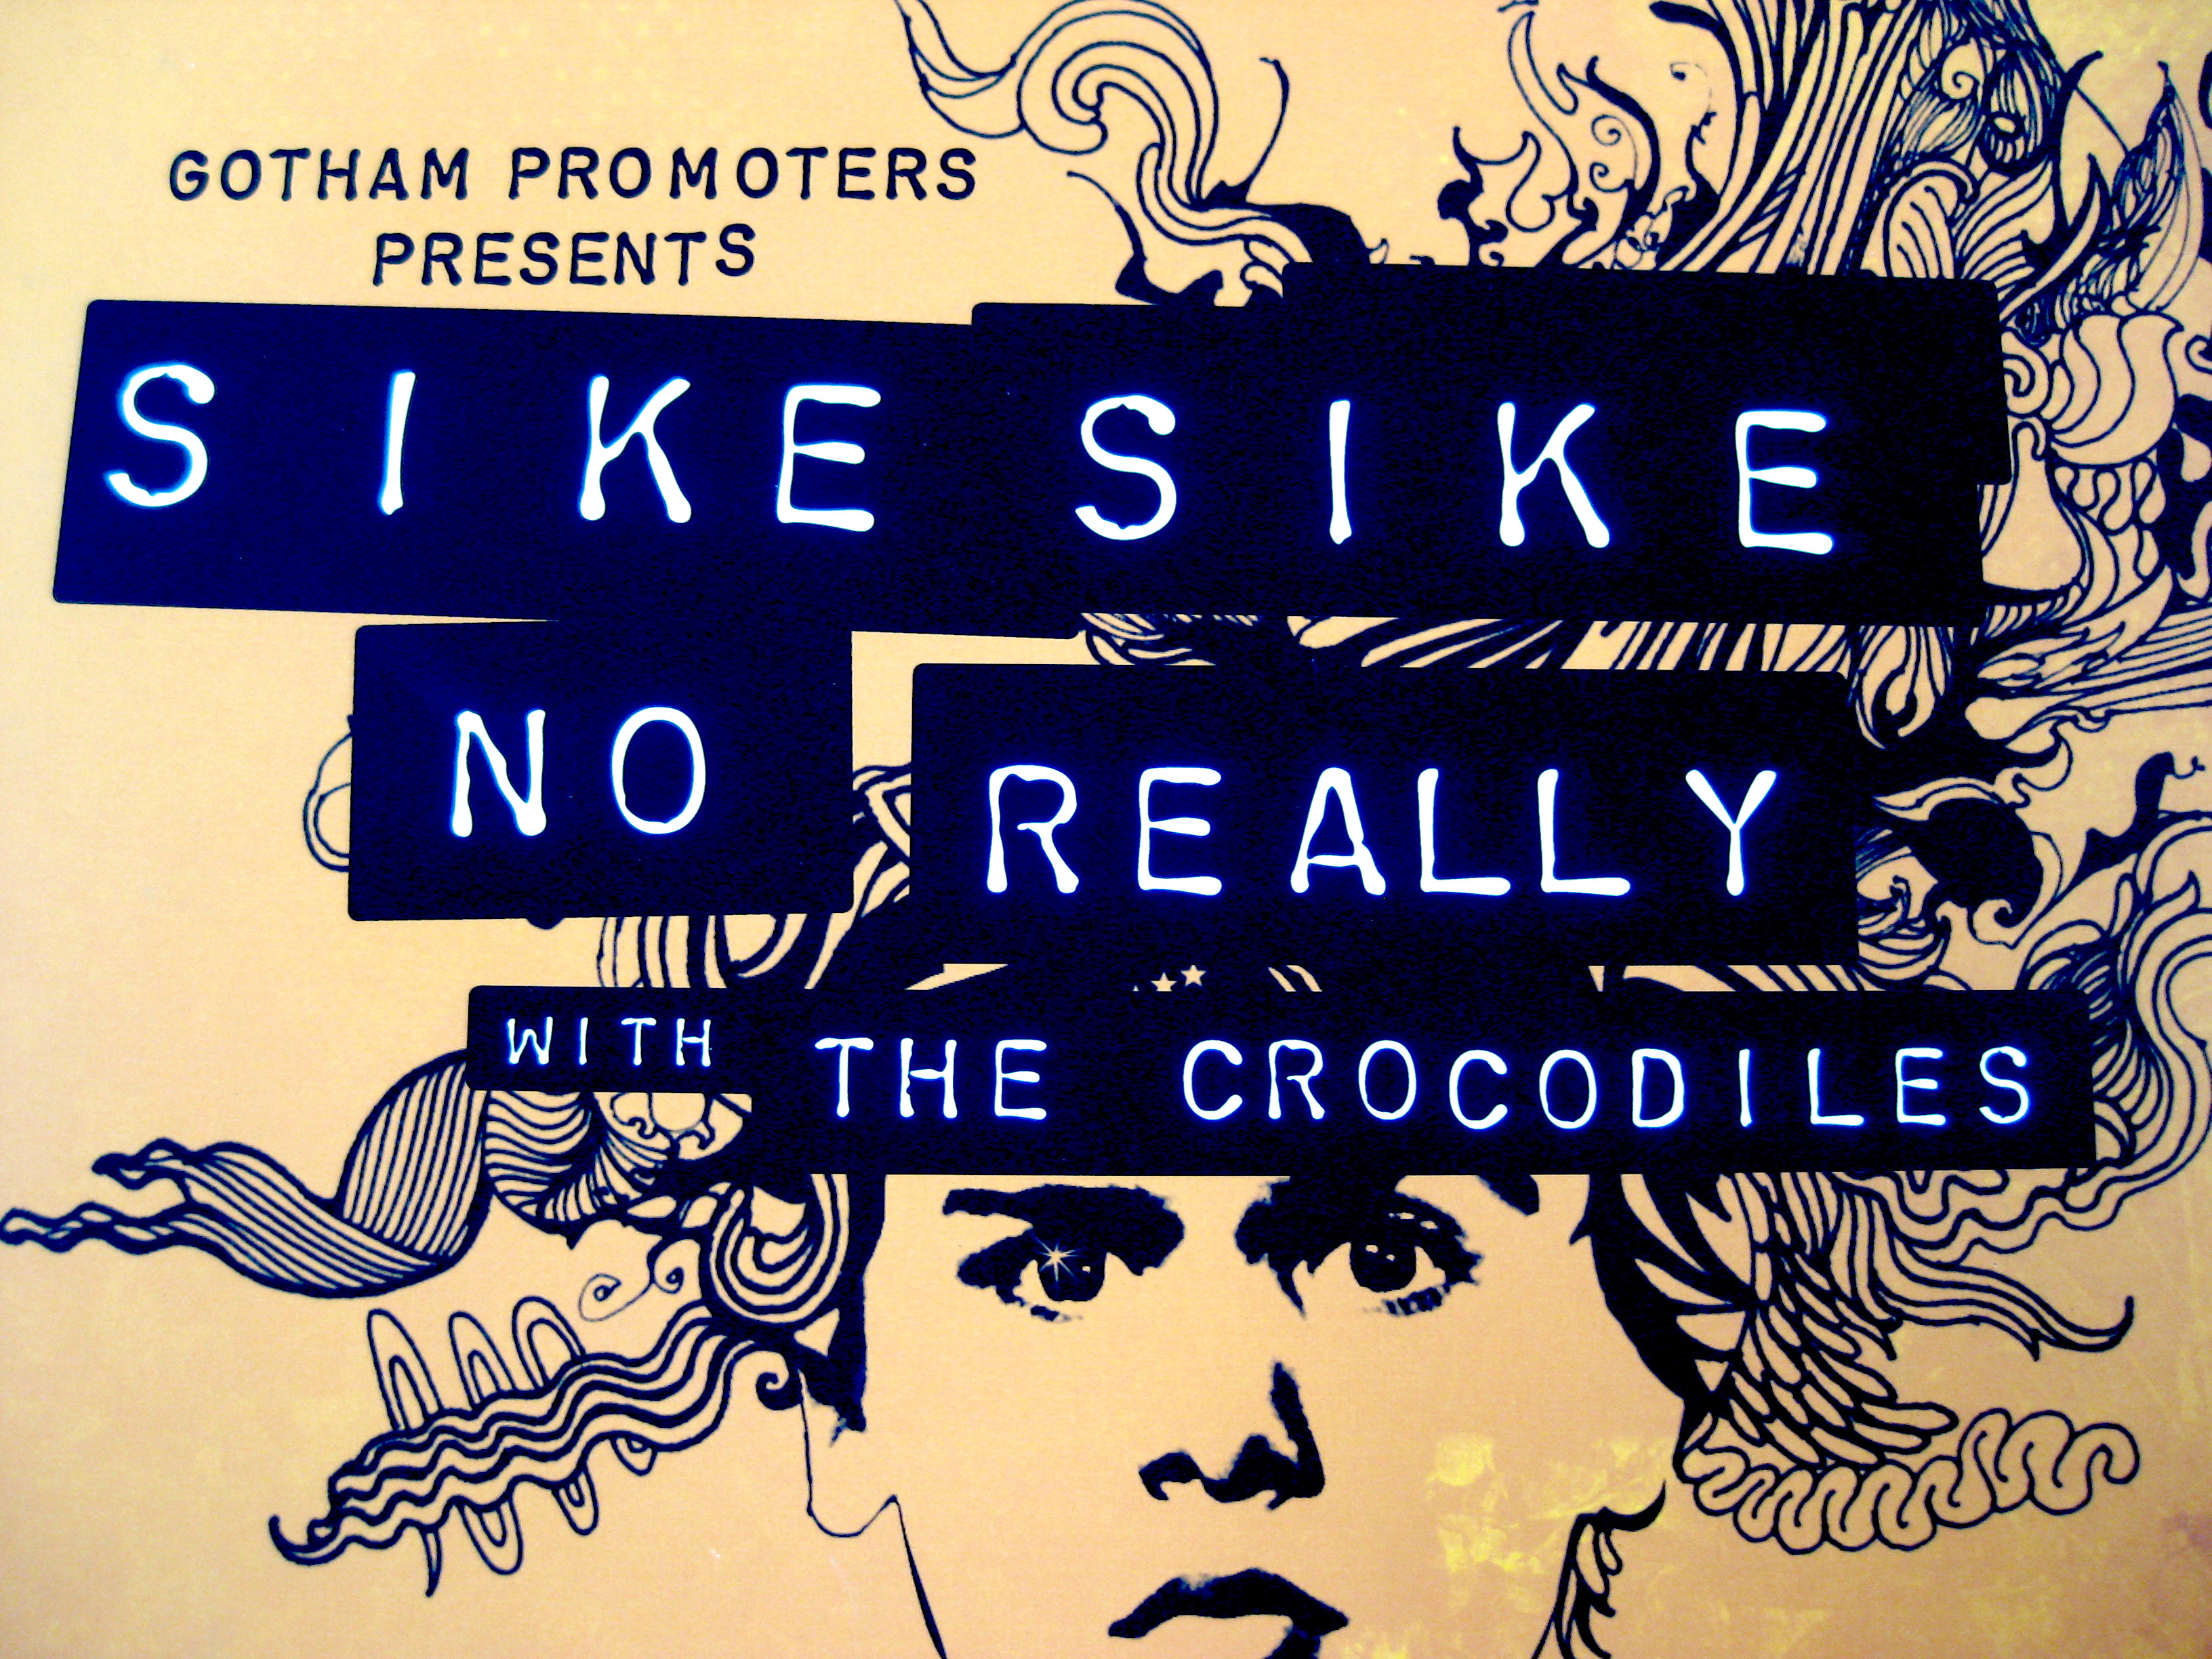 GOTHAM PROMOTERS
PRESENTS
SIKE SIKE
NO REALLY
WITH THE CROCODILES